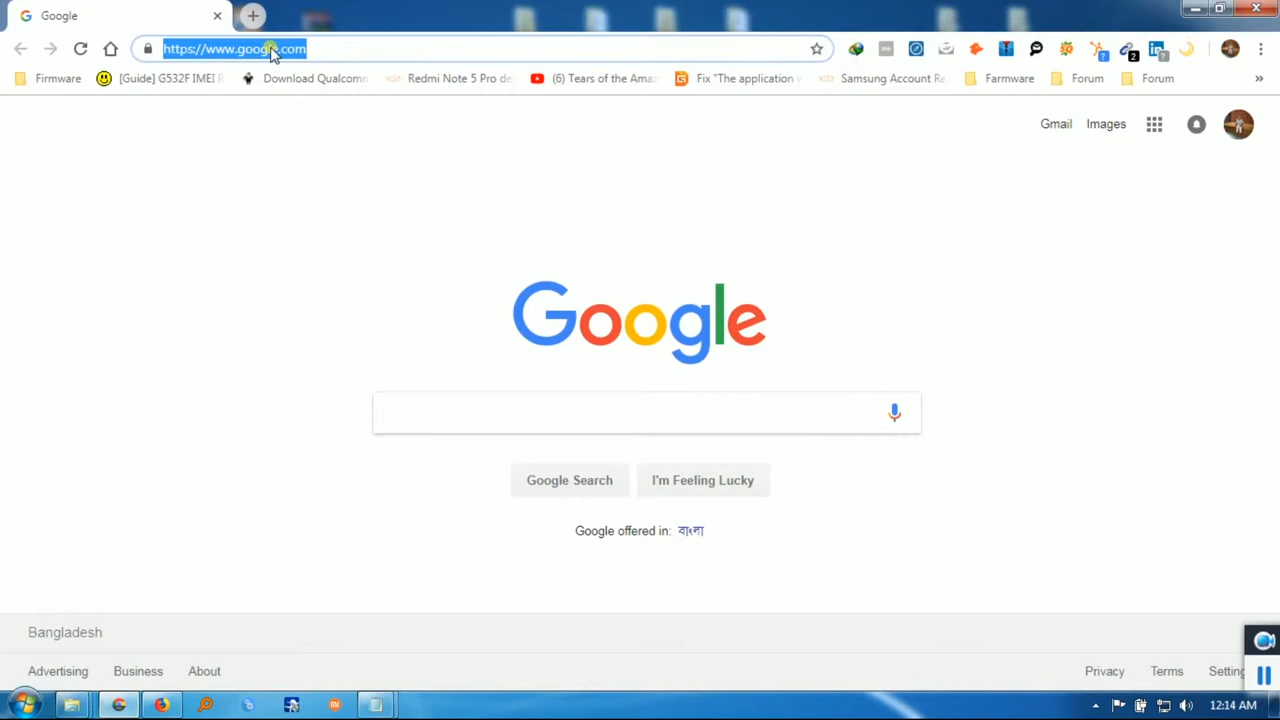 Google
https://www.google.com
Firmware [Guide] G532F IMEI R Download Qualcomn Redmi Note 5 Pro de (6) Tears of the Ama Fix "The application Samsung Account Re Farmware Forum Forum »
Gmail Images
Google
Google Search I'm Feeling Lucky
Google offered in: বাংলা
Bangladesh
Advertising Business About Privacy Terms Setting
12:14 AM